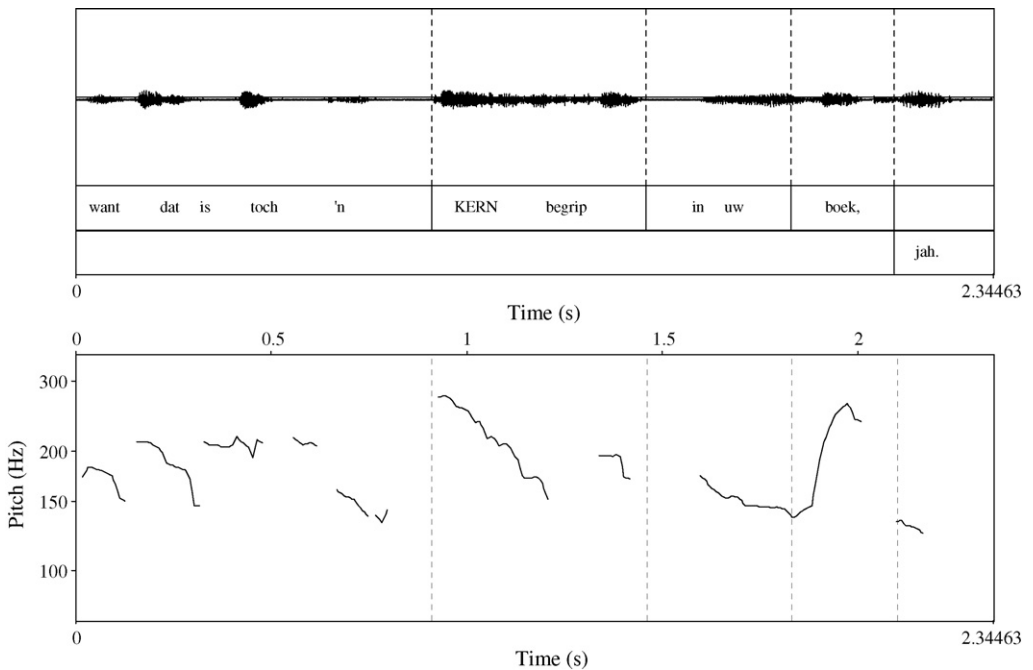 want dat is toch 'n KERN begrip in uw boek,
jah.
0 2.34463
Time (s)
0 0.5 1 1.5 2
300
200
150
100
Pitch (Hz)
0 2.34463
Time (s)